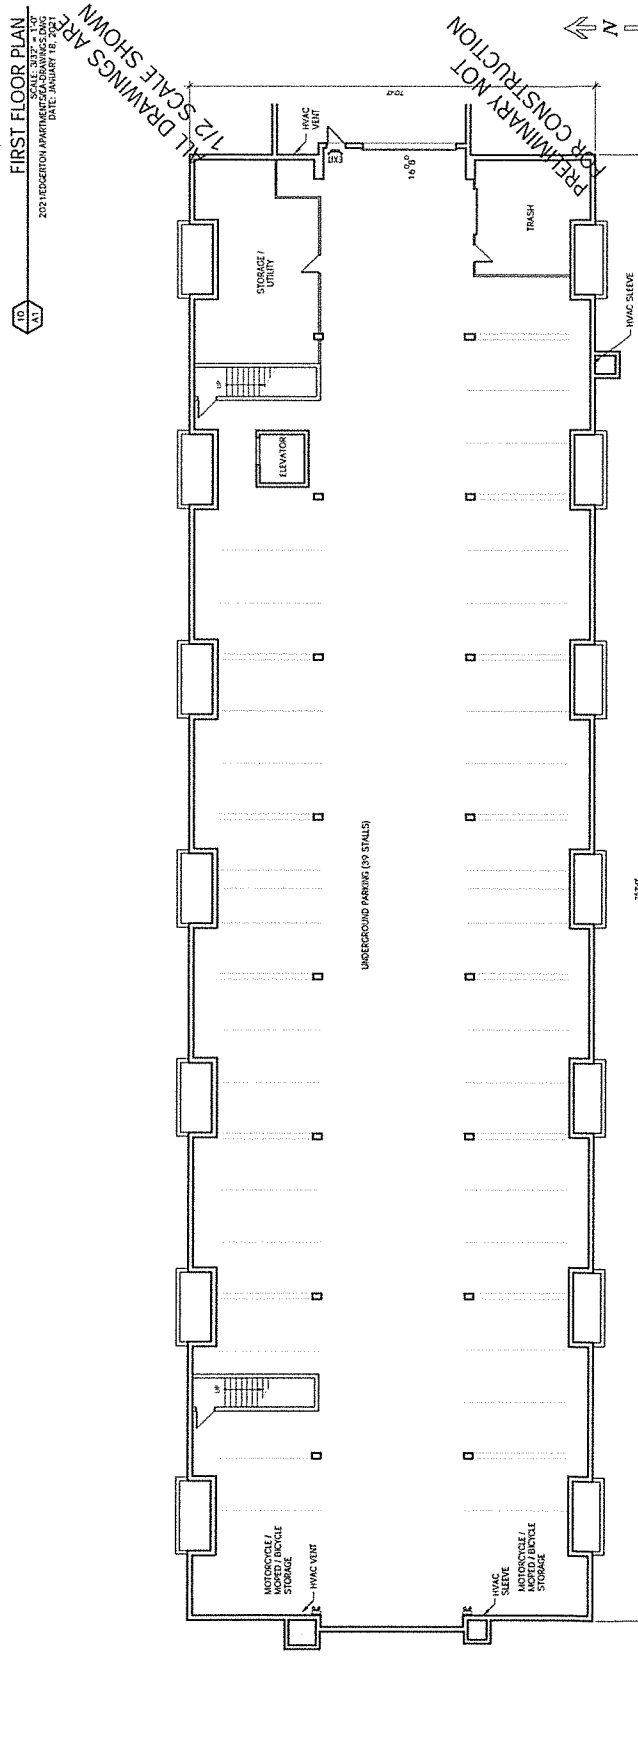 FIRST FLOOR PLAN
SCALE: 3/32" = 1'-0"
2021\EDGERTON APARTMENTS\EA-DRAWINGS.DWG
DATE: JANUARY 18, 2021
10
A1
ALL DRAWINGS ARE
1/2 SCALE SHOWN
PRELIMINARY NOT
FOR CONSTRUCTION
N
70'-0"
HVAC
VENT
EXIT
STORAGE /
UTILITY
TRASH
HVAC SLEEVE
UP
ELEVATOR
UNDERGROUND PARKING (39 STALLS)
UP
MOTORCYCLE /
MOPED / BICYCLE
STORAGE
HVAC VENT
HVAC
SLEEVE
MOTORCYCLE /
MOPED / BICYCLE
STORAGE